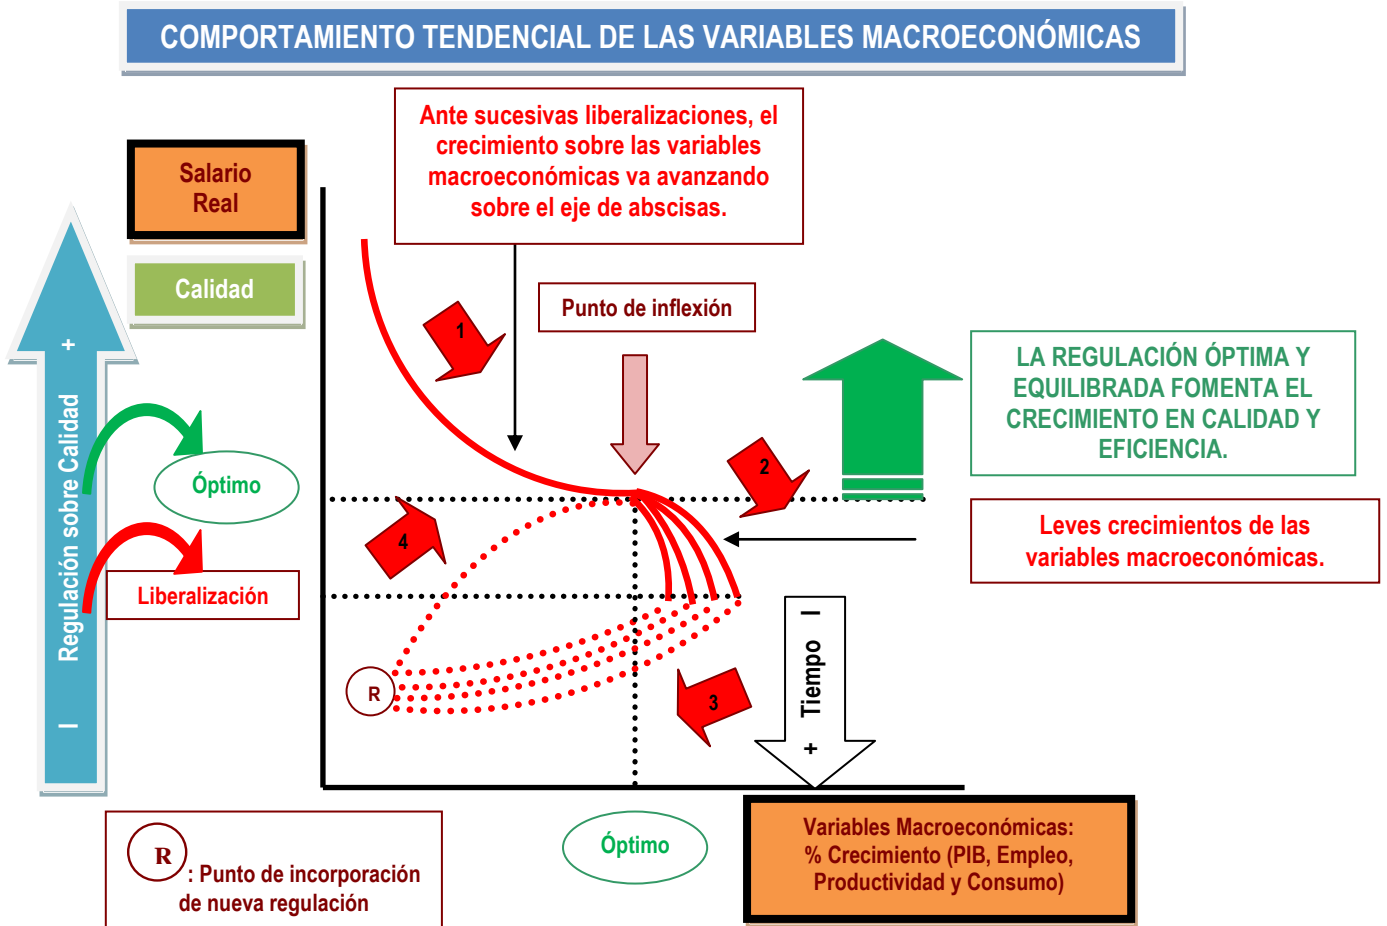 COMPORTAMIENTO TENDENCIAL DE LAS VARIABLES MACROECONÓMICAS
Ante sucesivas liberalizaciones, el
crecimiento sobre las variables
macroeconómicas va avanzando
sobre el eje de abscisas.
Salario
Real
Calidad
Punto de inflexión
1
LA REGULACIÓN ÓPTIMA Y
EQUILIBRADA FOMENTA EL
CRECIMIENTO EN CALIDAD Y
EFICIENCIA.
I Regulación sobre Calidad +
Óptimo
2
4
Leves crecimientos de las
variables macroeconómicas.
Liberalización
R
3
+ Tiempo I
Óptimo
Variables Macroeconómicas:
% Crecimiento (PIB, Empleo,
Productividad y Consumo)
R
: Punto de incorporación
de nueva regulación